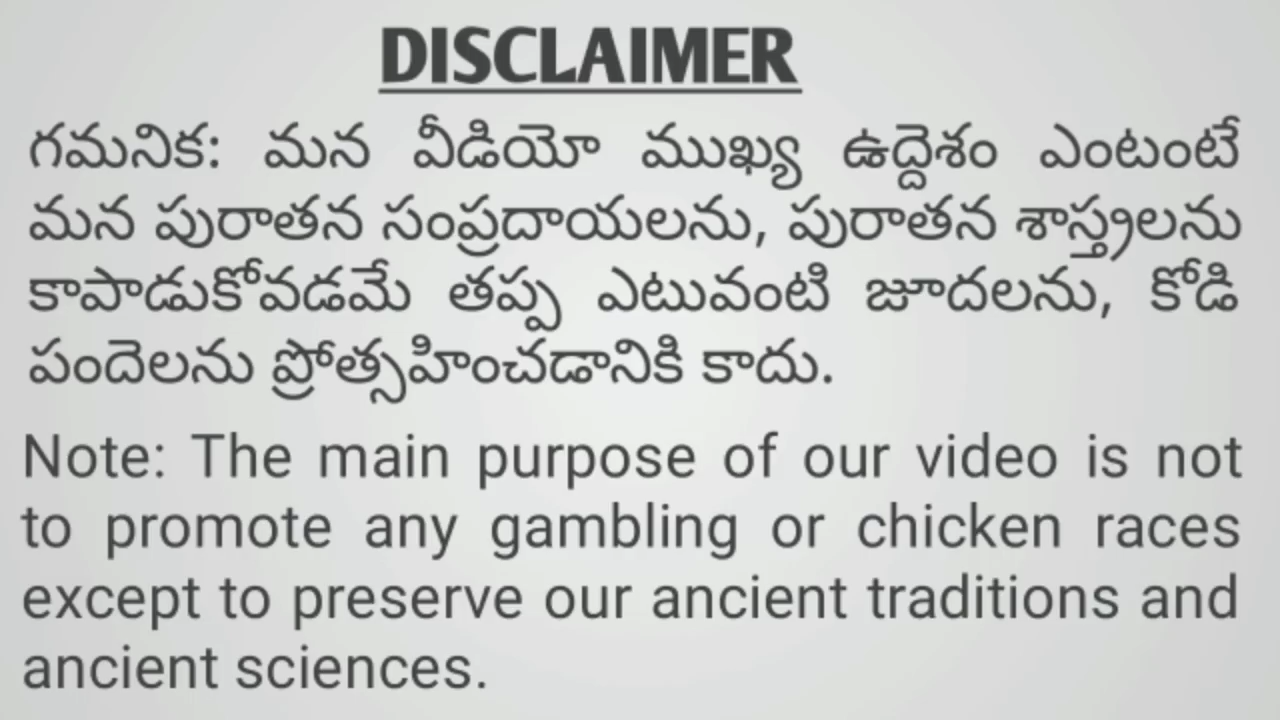 DISCLAIMER
గమనిక: మన వీడియో ముఖ్య ఉద్దెశం ఎంటంటే
మన పురాతన సంప్రదాయలను, పురాతన శాస్త్రలను
కాపాడుకోవడమే తప్ప ఎటువంటి జూదలను, కోడి
పందెలను ప్రోత్సహించడానికి కాదు.
Note: The main purpose of our video is not
to promote any gambling or chicken races
except to preserve our ancient traditions and
ancient sciences.